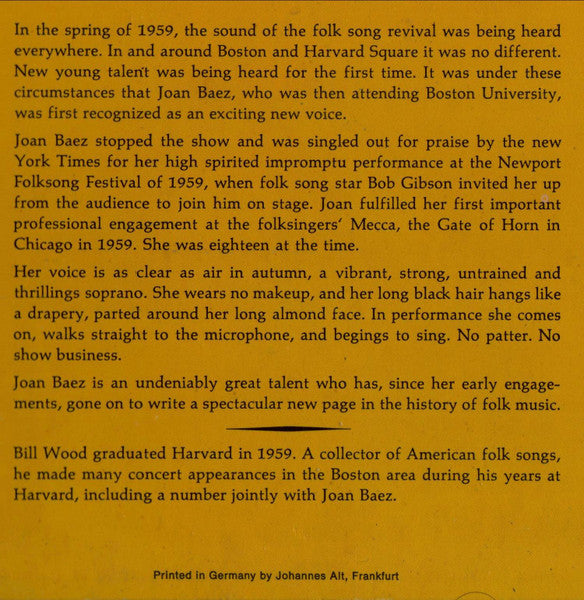 In the spring of 1959, the sound of the folk song revival was being heard
everywhere. In and around Boston and Harvard Square it was no different.
New young talent was being heard for the first time. It was under these
circumstances that Joan Baez, who was then attending Boston University,
was first recognized as an exciting new voice.
Joan Baez stopped the show and was singled out for praise by the new
York Times for her high spirited impromptu performance at the Newport
Folksong Festival of 1959, when folk song star Bob Gibson invited her up
from the audience to join him on stage. Joan fulfilled her first important
professional engagement at the folksingers' Mecca, the Gate of Horn in
Chicago in 1959. She was eighteen at the time.
Her voice is as clear as air in autumn, a vibrant, strong, untrained and
thrillings soprano. She wears no makeup, and her long black hair hangs like
a drapery, parted around her long almond face. In performance she comes
on, walks straight to the microphone, and begings to sing. No patter. No
show business.
Joan Baez is an undeniably great talent who has, since her early engage-
ments, gone on to write a spectacular new page in the history of folk music.
Bill Wood graduated Harvard in 1959. A collector of American folk songs,
he made many concert appearances in the Boston area during his years at
Harvard, including a number jointly with Joan Baez.
Printed in Germany by Johannes Alt, Frankfurt